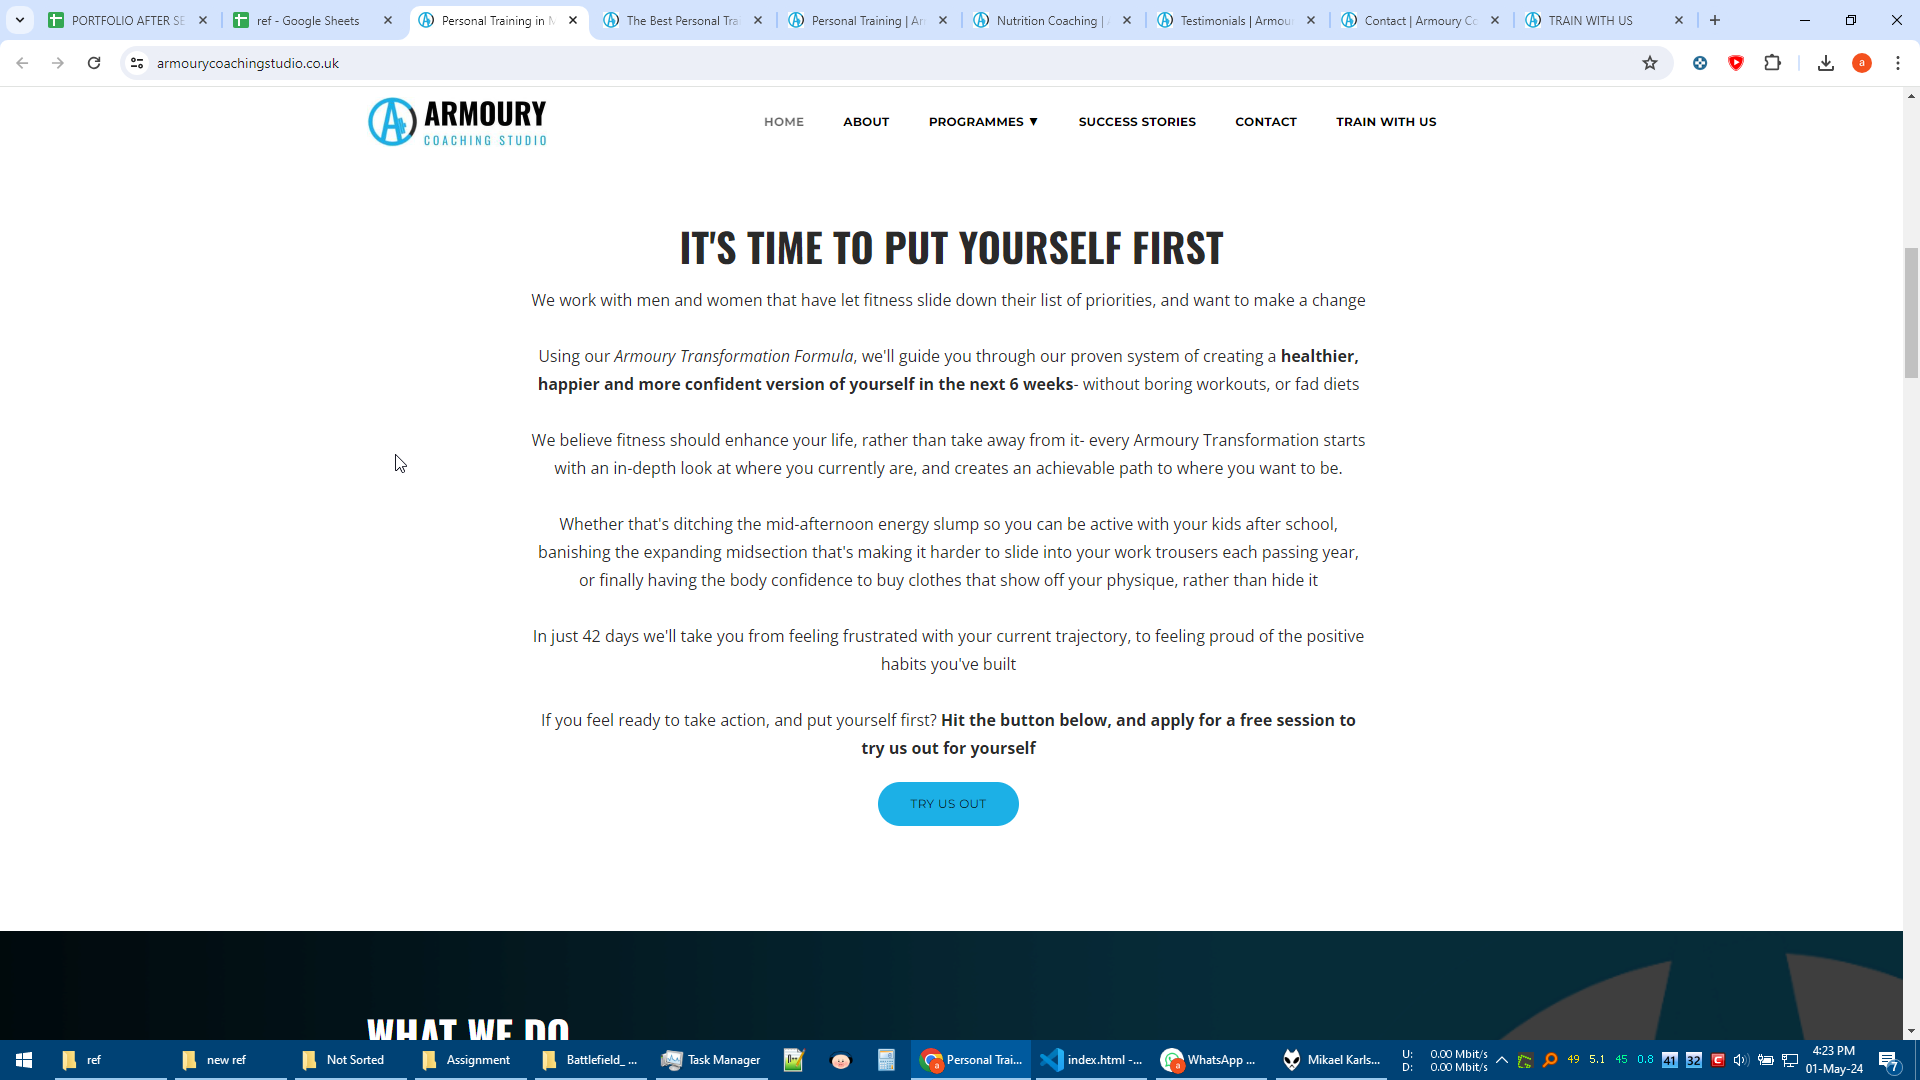 PORTFOLIO AFTER SE
ref - Google Sheets
Personal Training in M
The Best Personal Trai
Personal Training | Ar
Nutrition Coaching |
Testimonials | Armour
Contact | Armoury Co
TRAIN WITH US
armourycoachingstudio.co.uk
a
ARMOURY
COACHING STUDIO
HOME
ABOUT
PROGRAMMES ▼
SUCCESS STORIES
CONTACT
TRAIN WITH US
IT'S TIME TO PUT YOURSELF FIRST
We work with men and women that have let fitness slide down their list of priorities, and want to make a change
Using our Armoury Transformation Formula, we'll guide you through our proven system of creating a healthier,
happier and more confident version of yourself in the next 6 weeks- without boring workouts, or fad diets
We believe fitness should enhance your life, rather than take away from it- every Armoury Transformation starts
with an in-depth look at where you currently are, and creates an achievable path to where you want to be.
Whether that's ditching the mid-afternoon energy slump so you can be active with your kids after school,
banishing the expanding midsection that's making it harder to slide into your work trousers each passing year,
or finally having the body confidence to buy clothes that show off your physique, rather than hide it
In just 42 days we'll take you from feeling frustrated with your current trajectory, to feeling proud of the positive
habits you've built
If you feel ready to take action, and put yourself first? Hit the button below, and apply for a free session to
try us out for yourself
TRY US OUT
WHAT WE DO
ref
new ref
Not Sorted
Assignment
Battlefield_ ...
Task Manager
Personal Trai...
index.html -...
WhatsApp ...
Mikael Karls...
U: 0.00 Mbit/s
D: 0.00 Mbit/s
49 5.1 45 0.8 41 32
4:23 PM
01-May-24
7